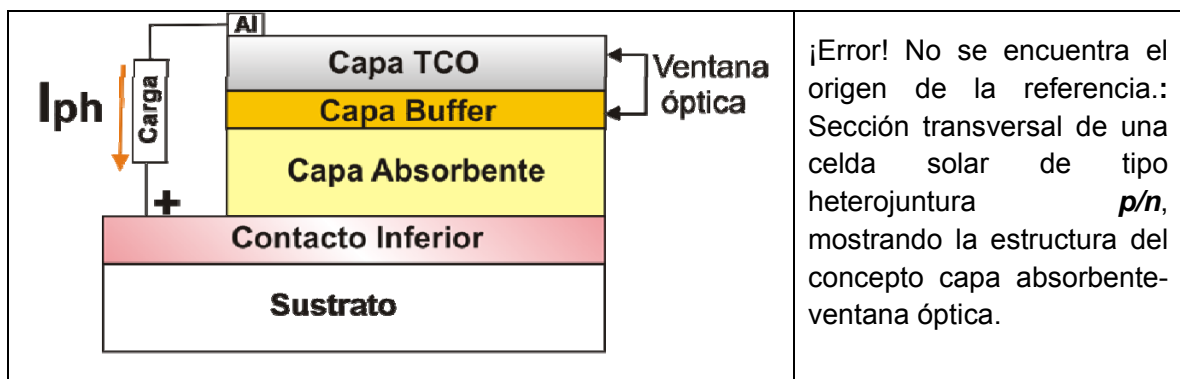 Al
Capa TCO
Ventana
óptica
Iph
Carga
Capa Buffer
Capa Absorbente
+
Contacto Inferior
Sustrato
¡Error! No se encuentra el
origen de la referencia.:
Sección transversal de una
celda solar de tipo
heterojuntura p/n,
mostrando la estructura del
concepto capa absorbente-
ventana óptica.